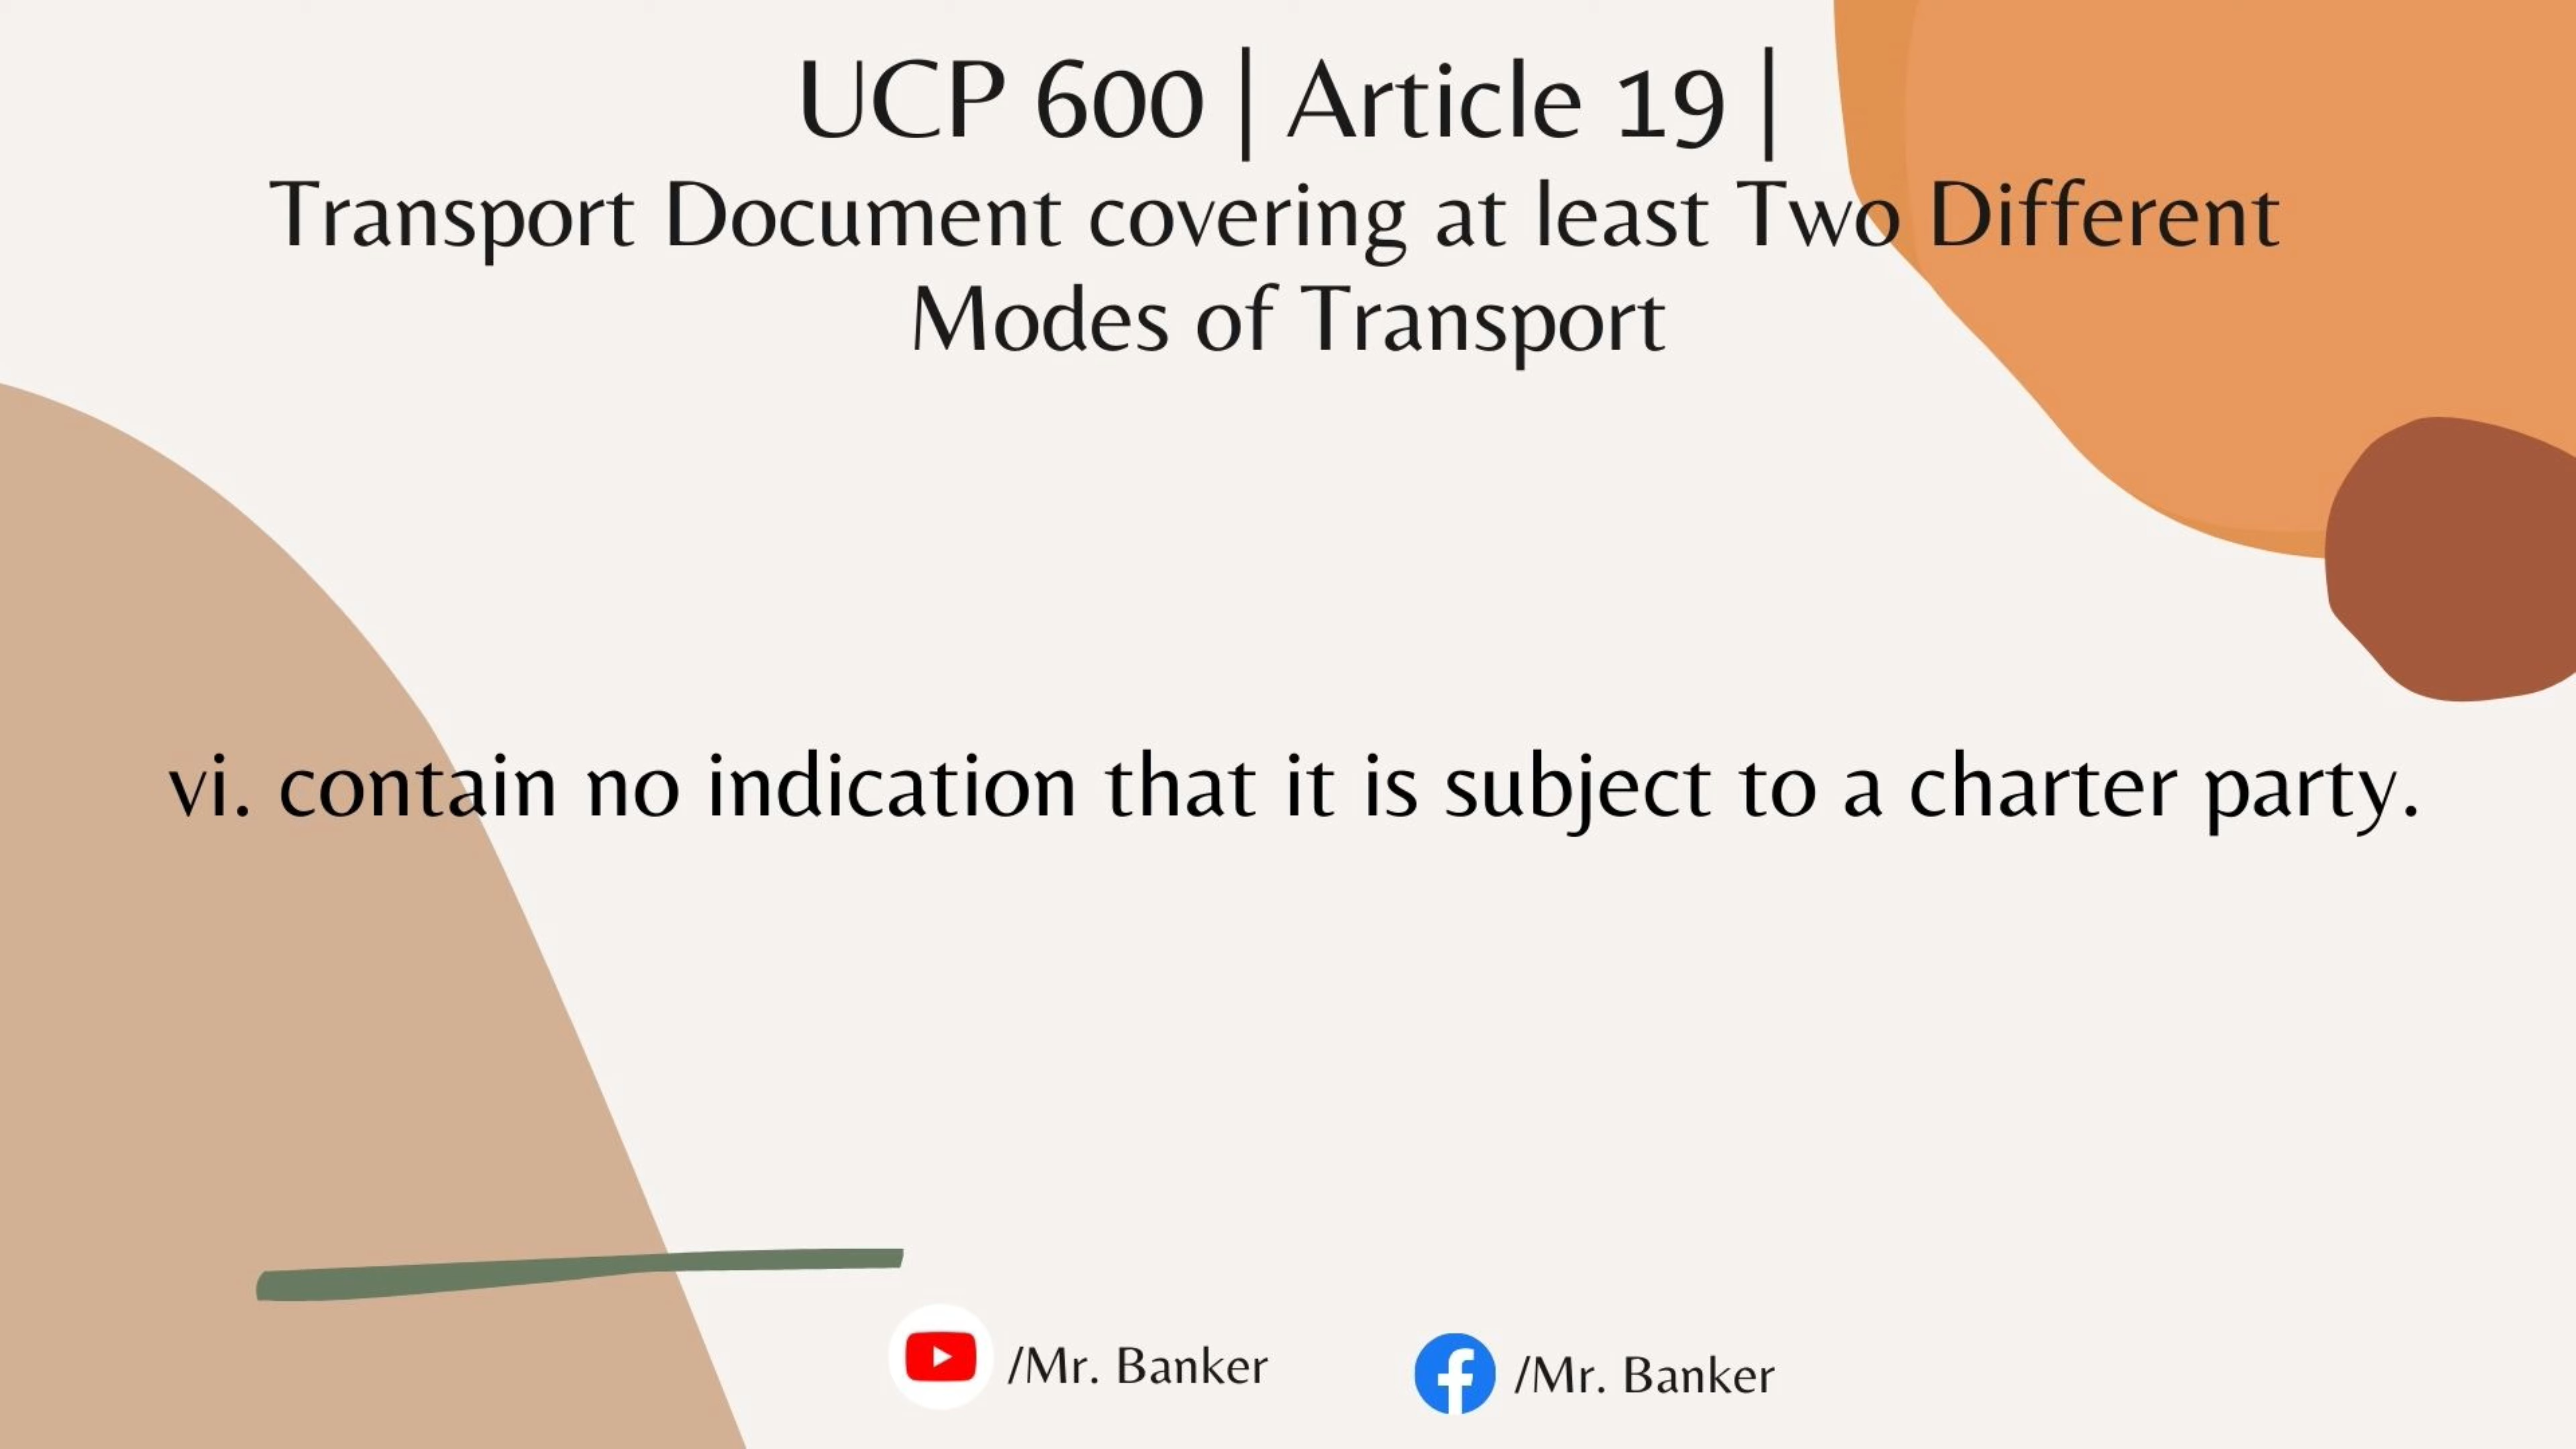 UCP 600 | Article 19 |
Transport Document covering at least Two Different
Modes of Transport
vi. contain no indication that it is subject to a charter party.
/Mr. Banker
/Mr. Banker